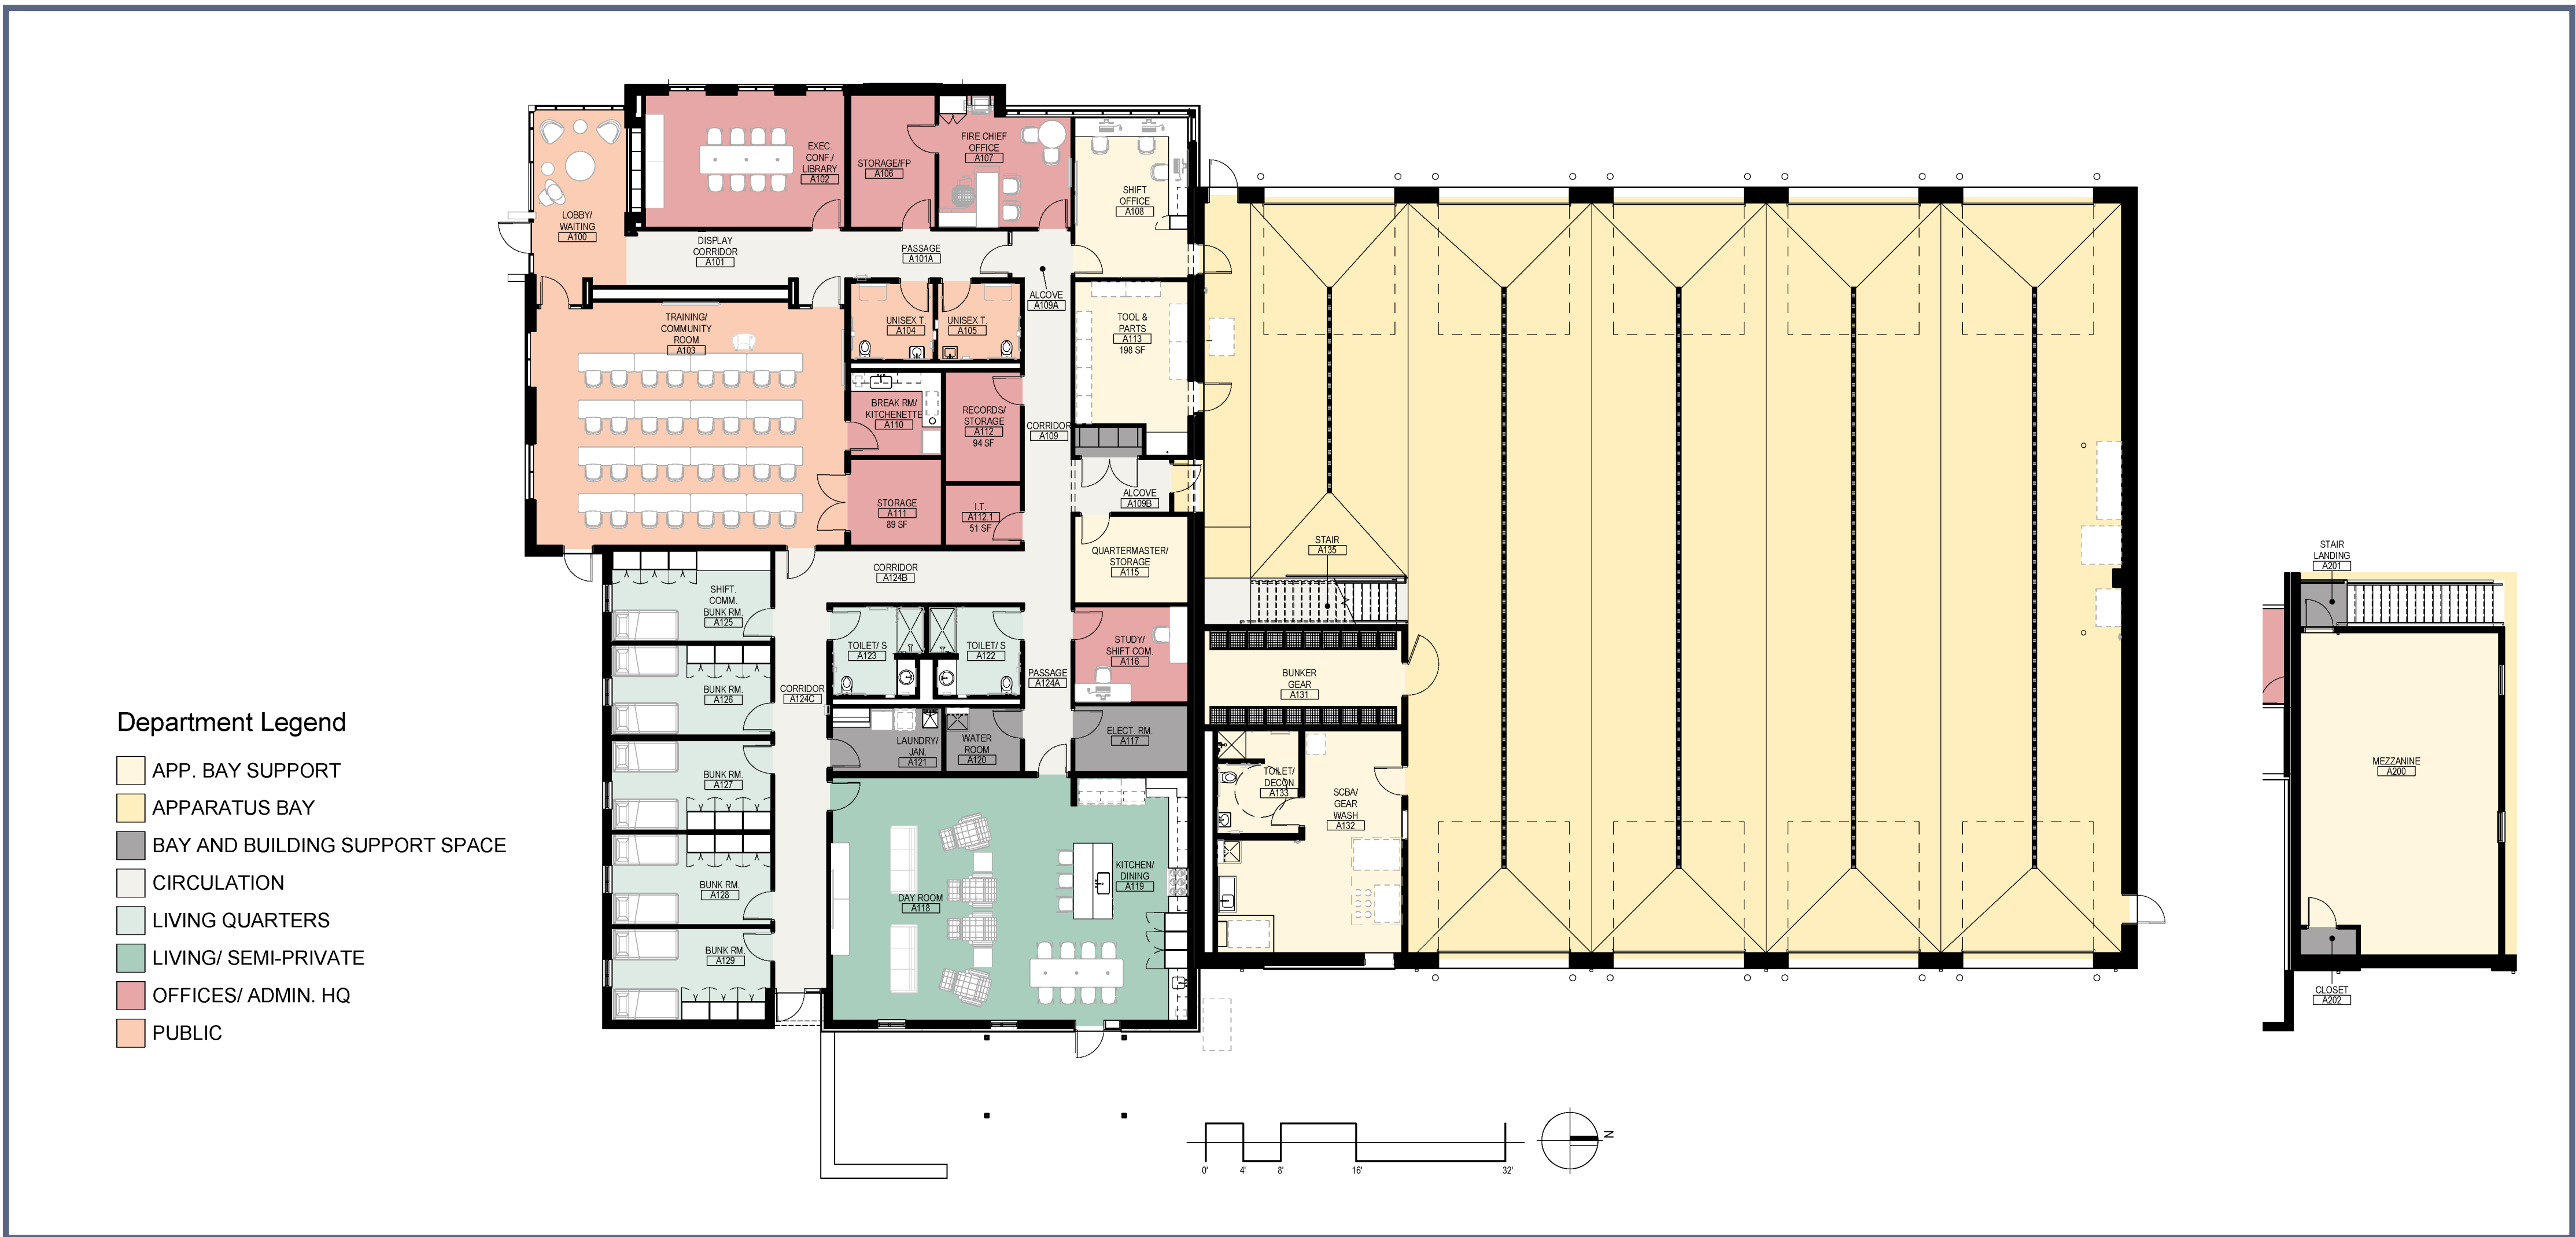 EXEC.
CONF./
LIBRARY
A102
STORAGE/FP
A106
FIRE CHIEF
OFFICE
A107
SHIFT
OFFICE
A108
LOBBY/
WAITING
A100
DISPLAY
CORRIDOR
A101
PASSAGE
A101A
ALCOVE
A109A
TRAINING/
COMMUNITY
ROOM
A103
UNISEX T.
A104
UNISEX T.
A105
TOOL &
PARTS
A113
198 SF
BREAK RM/
KITCHENETTE
A110
RECORDS/
STORAGE
A112
94 SF
CORRIDOR
A109
STORAGE
A111
89 SF
I.T.
A112.1
51 SF
ALCOVE
A109B
QUARTERMASTER/
STORAGE
A115
STAIR
A135
CORRIDOR
A124B
SHIFT.
COMM.
BUNK RM.
A125
TOILET/ S
A123
TOILET/ S
A122
STUDY/
SHIFT COM.
A116
PASSAGE
A124A
BUNK RM.
A126
CORRIDOR
A124C
BUNKER
GEAR
A131
LAUNDRY/
JAN.
A121
WATER
ROOM
A120
ELECT. RM.
A117
BUNK RM.
A127
TOILET/
DECON
A133
SCBA/
GEAR
WASH
A132
BUNK RM.
A128
DAY ROOM
A118
KITCHEN/
DINING
A119
BUNK RM.
A129
STAIR
LANDING
A201
MEZZANINE
A200
CLOSET
A202
Department Legend
APP. BAY SUPPORT
APPARATUS BAY
BAY AND BUILDING SUPPORT SPACE
CIRCULATION
LIVING QUARTERS
LIVING/ SEMI-PRIVATE
OFFICES/ ADMIN. HQ
PUBLIC
0' 4' 8' 16' 32'
N